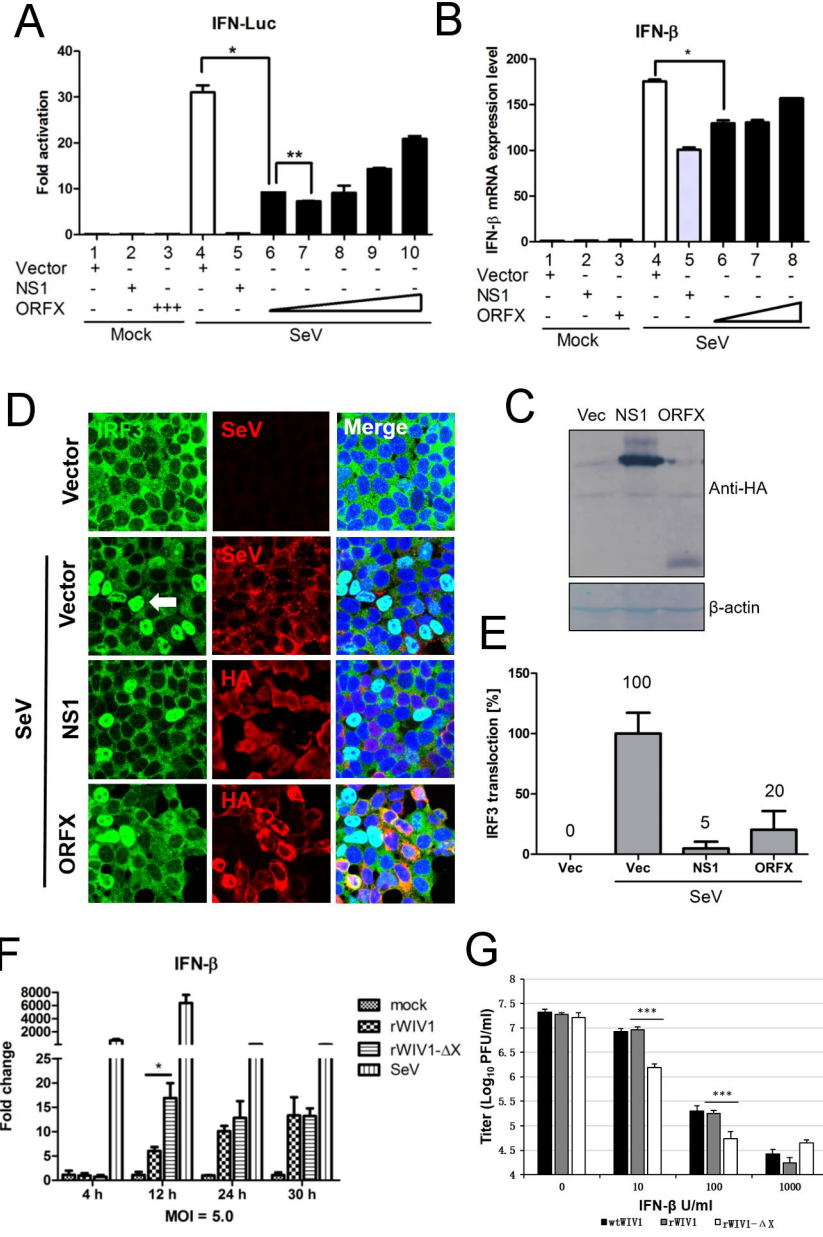 A
IFN-Luc
Fold activation
40
30
20
10
0
1 2 3 4 5 6 7 8 9 10
* **
Vector + - - + - - - - - -
NS1 - + - - + - - - - -
ORFX - - +++ - -
Mock SeV
B
IFN-β
IFN-β mRNA expression level
200
150
100
50
0
*
1 2 3 4 5 6 7 8
Vector + - - + - - - -
NS1 - + - - + - - -
ORFX - - + - -
Mock SeV
D
IRF3 SeV Merge
Vector
SeV
Vector
HA
NS1
HA
ORFX
SeV
C
Vec NS1 ORFX
Anti-HA
β-actin
E
IRF3 transloction [%]
150
100
50
0
0 100 5 20
Vec Vec NS1 ORFX
SeV
F
IFN-β
Fold change
8000
6000
4000
2000
25
20
15
10
5
0
*
4 h 12 h 24 h 30 h
MOI = 5.0
mock
rWIV1
rWIV1-ΔX
SeV
G
Titer (Log10 PFU/ml)
8
7.5
7
6.5
6
5.5
5
4.5
4
*** ***
0 10 100 1000
IFN-β U/ml
wtWIV1 rWIV1 rWIV1-ΔX